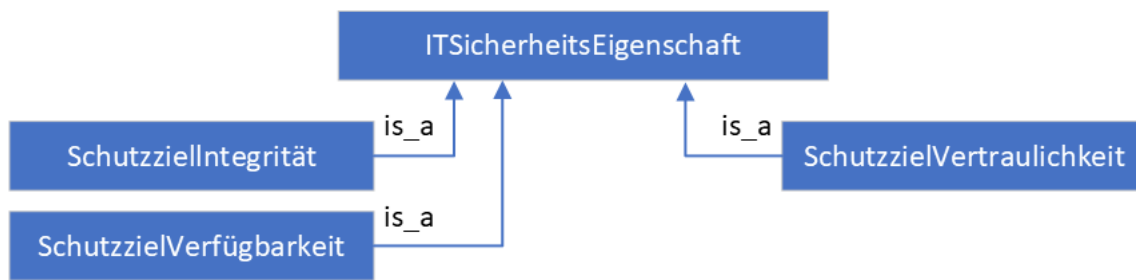 ITSicherheitsEigenschaft
is_a
is_a
SchutzzielIntegrität
SchutzzielVertraulichkeit
is_a
SchutzzielVerfügbarkeit